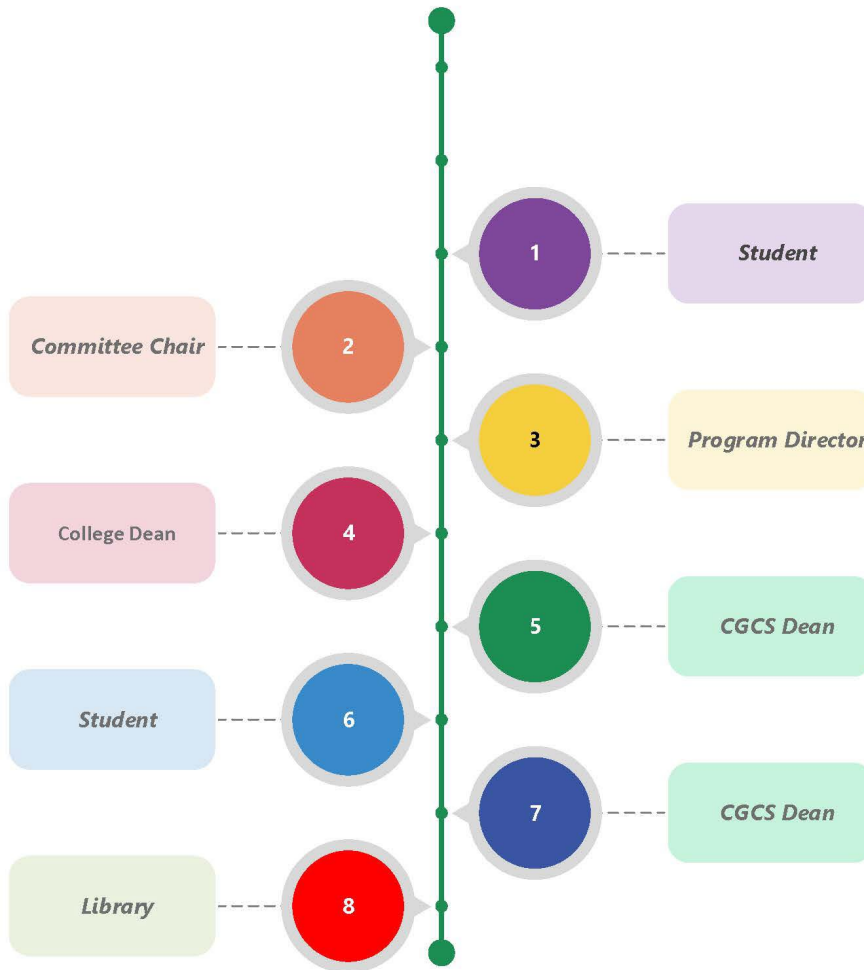 1
Student
Committee Chair
2
3
Program Director
College Dean
4
5
CGCS Dean
Student
6
7
CGCS Dean
Library
8